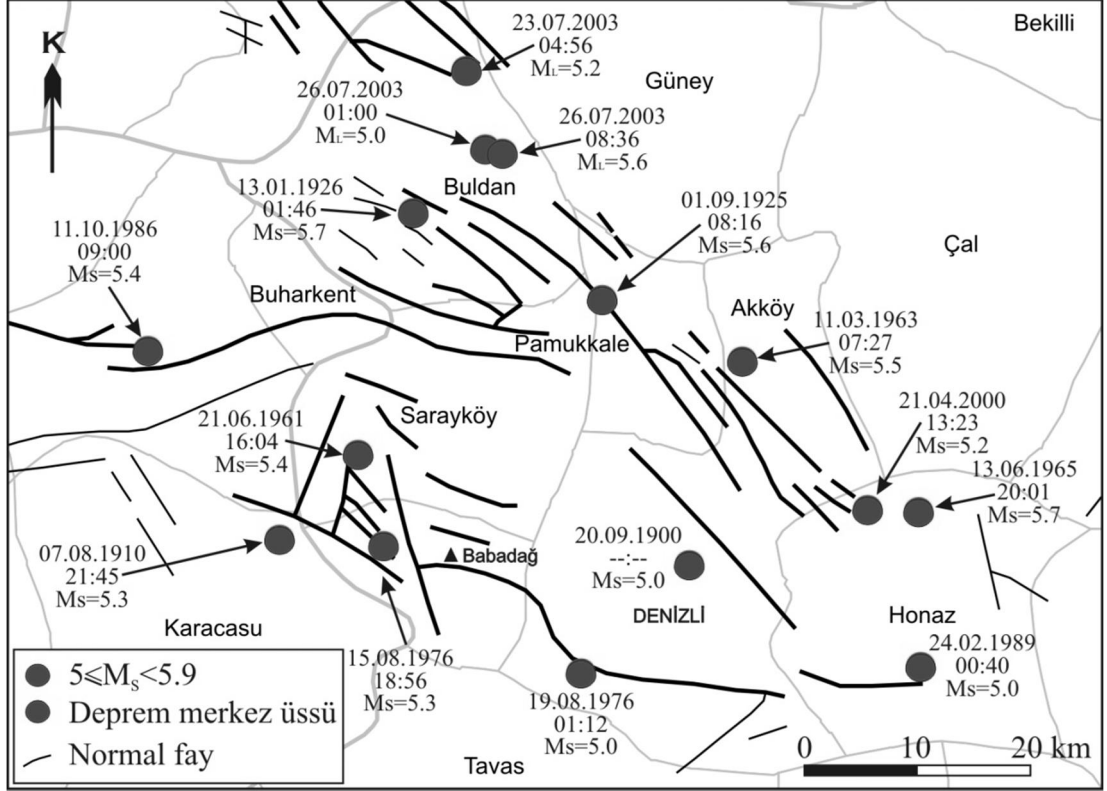 K
23.07.2003
04:56
ML=5.2
Bekilli
Güney
26.07.2003
01:00
ML=5.0
26.07.2003
08:36
ML=5.6
Buldan
13.01.1926
01:46
Ms=5.7
01.09.1925
08:16
Ms=5.6
11.10.1986
09:00
Ms=5.4
Çal
Buharkent
Akköy
Pamukkale
11.03.1963
07:27
Ms=5.5
Sarayköy
21.06.1961
16:04
Ms=5.4
21.04.2000
13:23
Ms=5.2
13.06.1965
20:01
Ms=5.7
07.08.1910
21:45
Ms=5.3
Babadağ
20.09.1900
--:--
Ms=5.0
DENİZLİ
Honaz
Karacasu
24.02.1989
00:40
Ms=5.0
15.08.1976
18:56
Ms=5.3
19.08.1976
01:12
Ms=5.0
Tavas
5⩽MS<5.9
Deprem merkez üssü
Normal fay
0 10 20 km